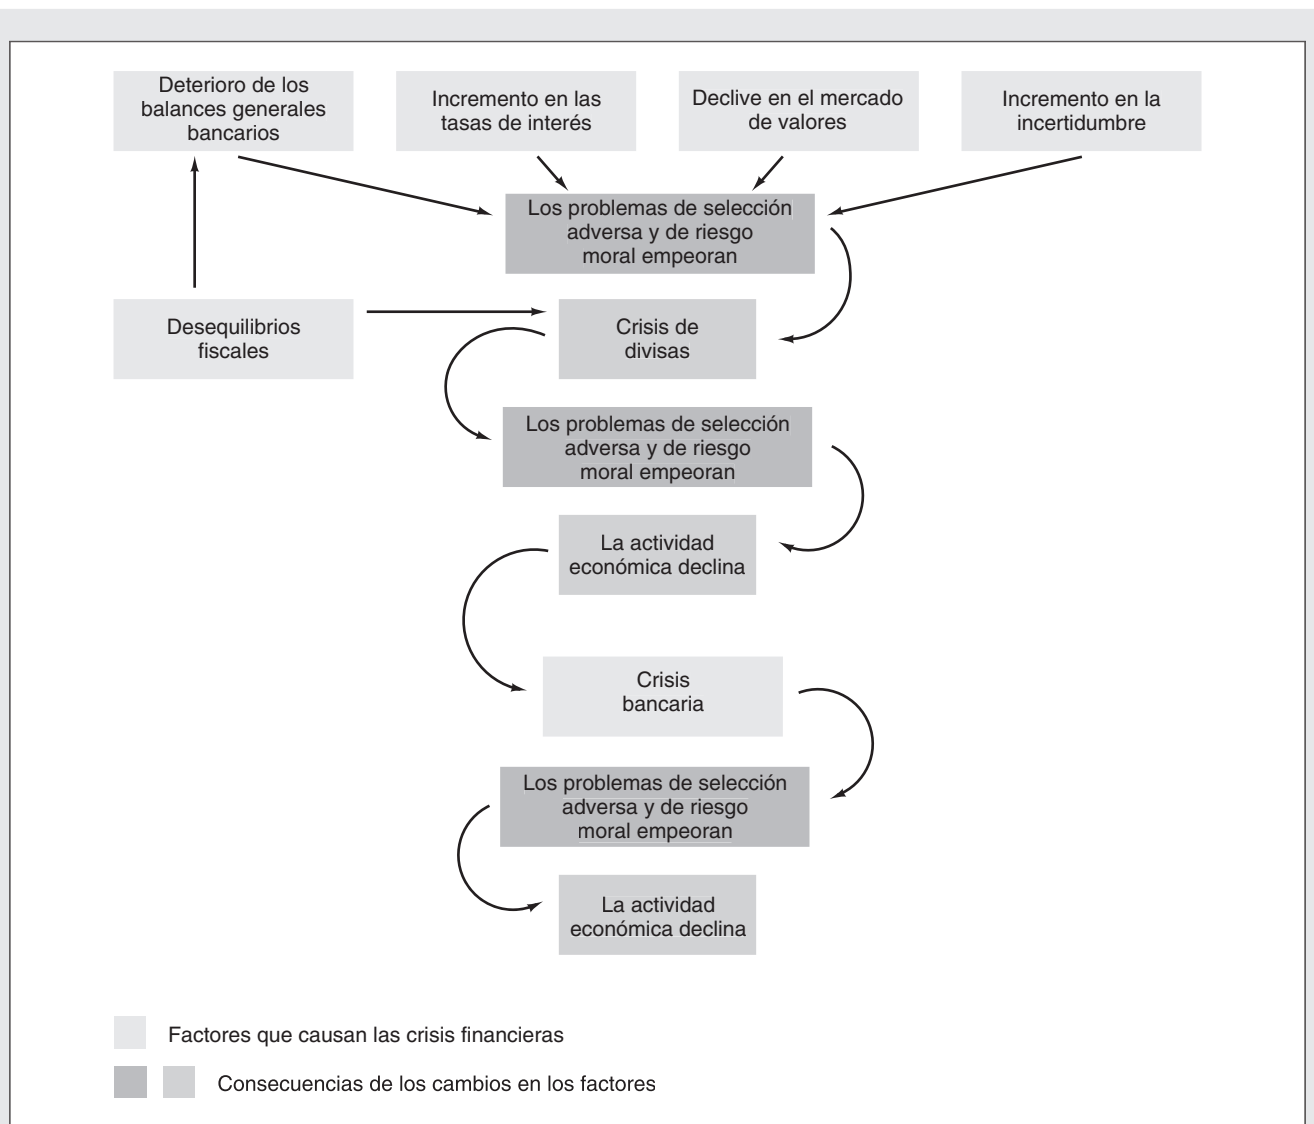 Deterioro de los
balances generales
bancarios
Incremento en las
tasas de interés
Declive en el mercado
de valores
Incremento en la
incertidumbre
Los problemas de selección
adversa y de riesgo
moral empeoran
Desequilibrios
fiscales
Crisis de
divisas
Los problemas de selección
adversa y de riesgo
moral empeoran
La actividad
económica declina
Crisis
bancaria
Los problemas de selección
adversa y de riesgo
moral empeoran
La actividad
económica declina
Factores que causan las crisis financieras
Consecuencias de los cambios en los factores